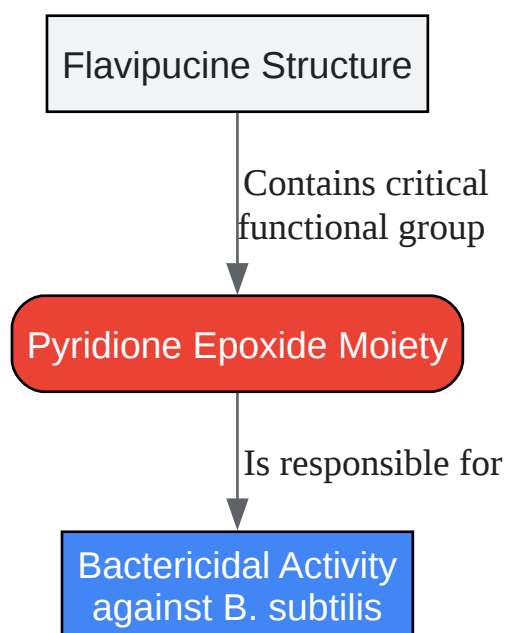 Flavipucine Structure
Contains critical
functional group
Pyridione Epoxide Moiety
Is responsible for
Bactericidal Activity
against B. subtilis